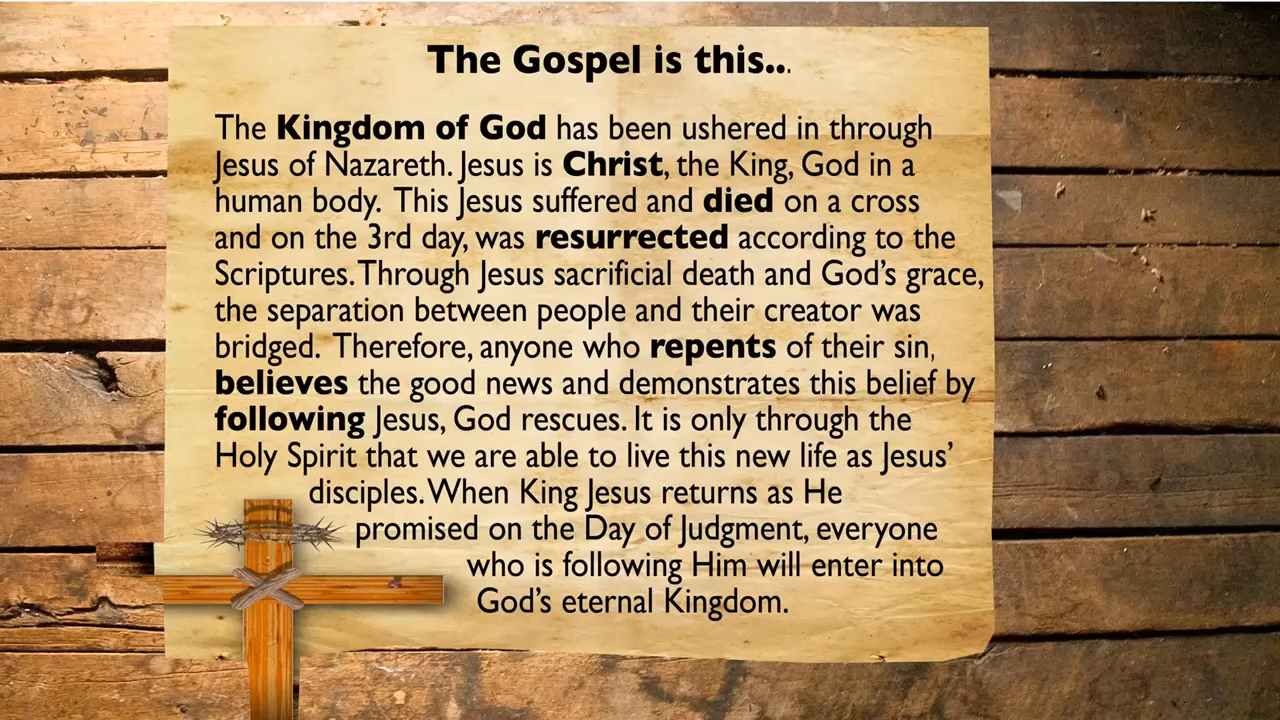 The Gospel is this...
The Kingdom of God has been ushered in through
Jesus of Nazareth. Jesus is Christ, the King, God in a
human body. This Jesus suffered and died on a cross
and on the 3rd day, was resurrected according to the
Scriptures. Through Jesus sacrificial death and God's grace,
the separation between people and their creator was
bridged. Therefore, anyone who repents of their sin,
believes the good news and demonstrates this belief by
following Jesus, God rescues. It is only through the
Holy Spirit that we are able to live this new life as Jesus'
disciples. When King Jesus returns as He
promised on the Day of Judgment, everyone
who is following Him will enter into
God's eternal Kingdom.